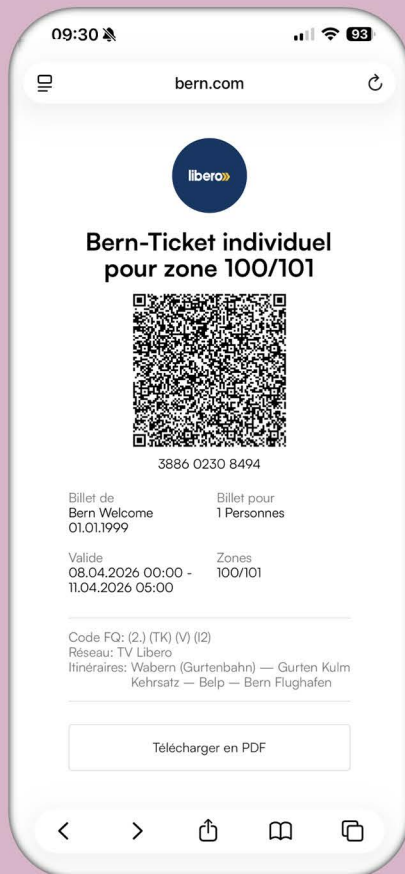 09:30
93
bern.com
libero
Bern-Ticket individuel
pour zone 100/101
3886 0230 8494
Billet de
Bern Welcome
01.01.1999
Billet pour
1 Personnes
Valide
08.04.2026 00:00 -
11.04.2026 05:00
Zones
100/101
Code FQ: (2.) (TK) (V) (12)
Réseau: TV Libero
Itinéraires: Wabern (Gurtenbahn) — Gurten Kulm
Kehrsatz — Belp — Bern Flughafen
Télécharger en PDF